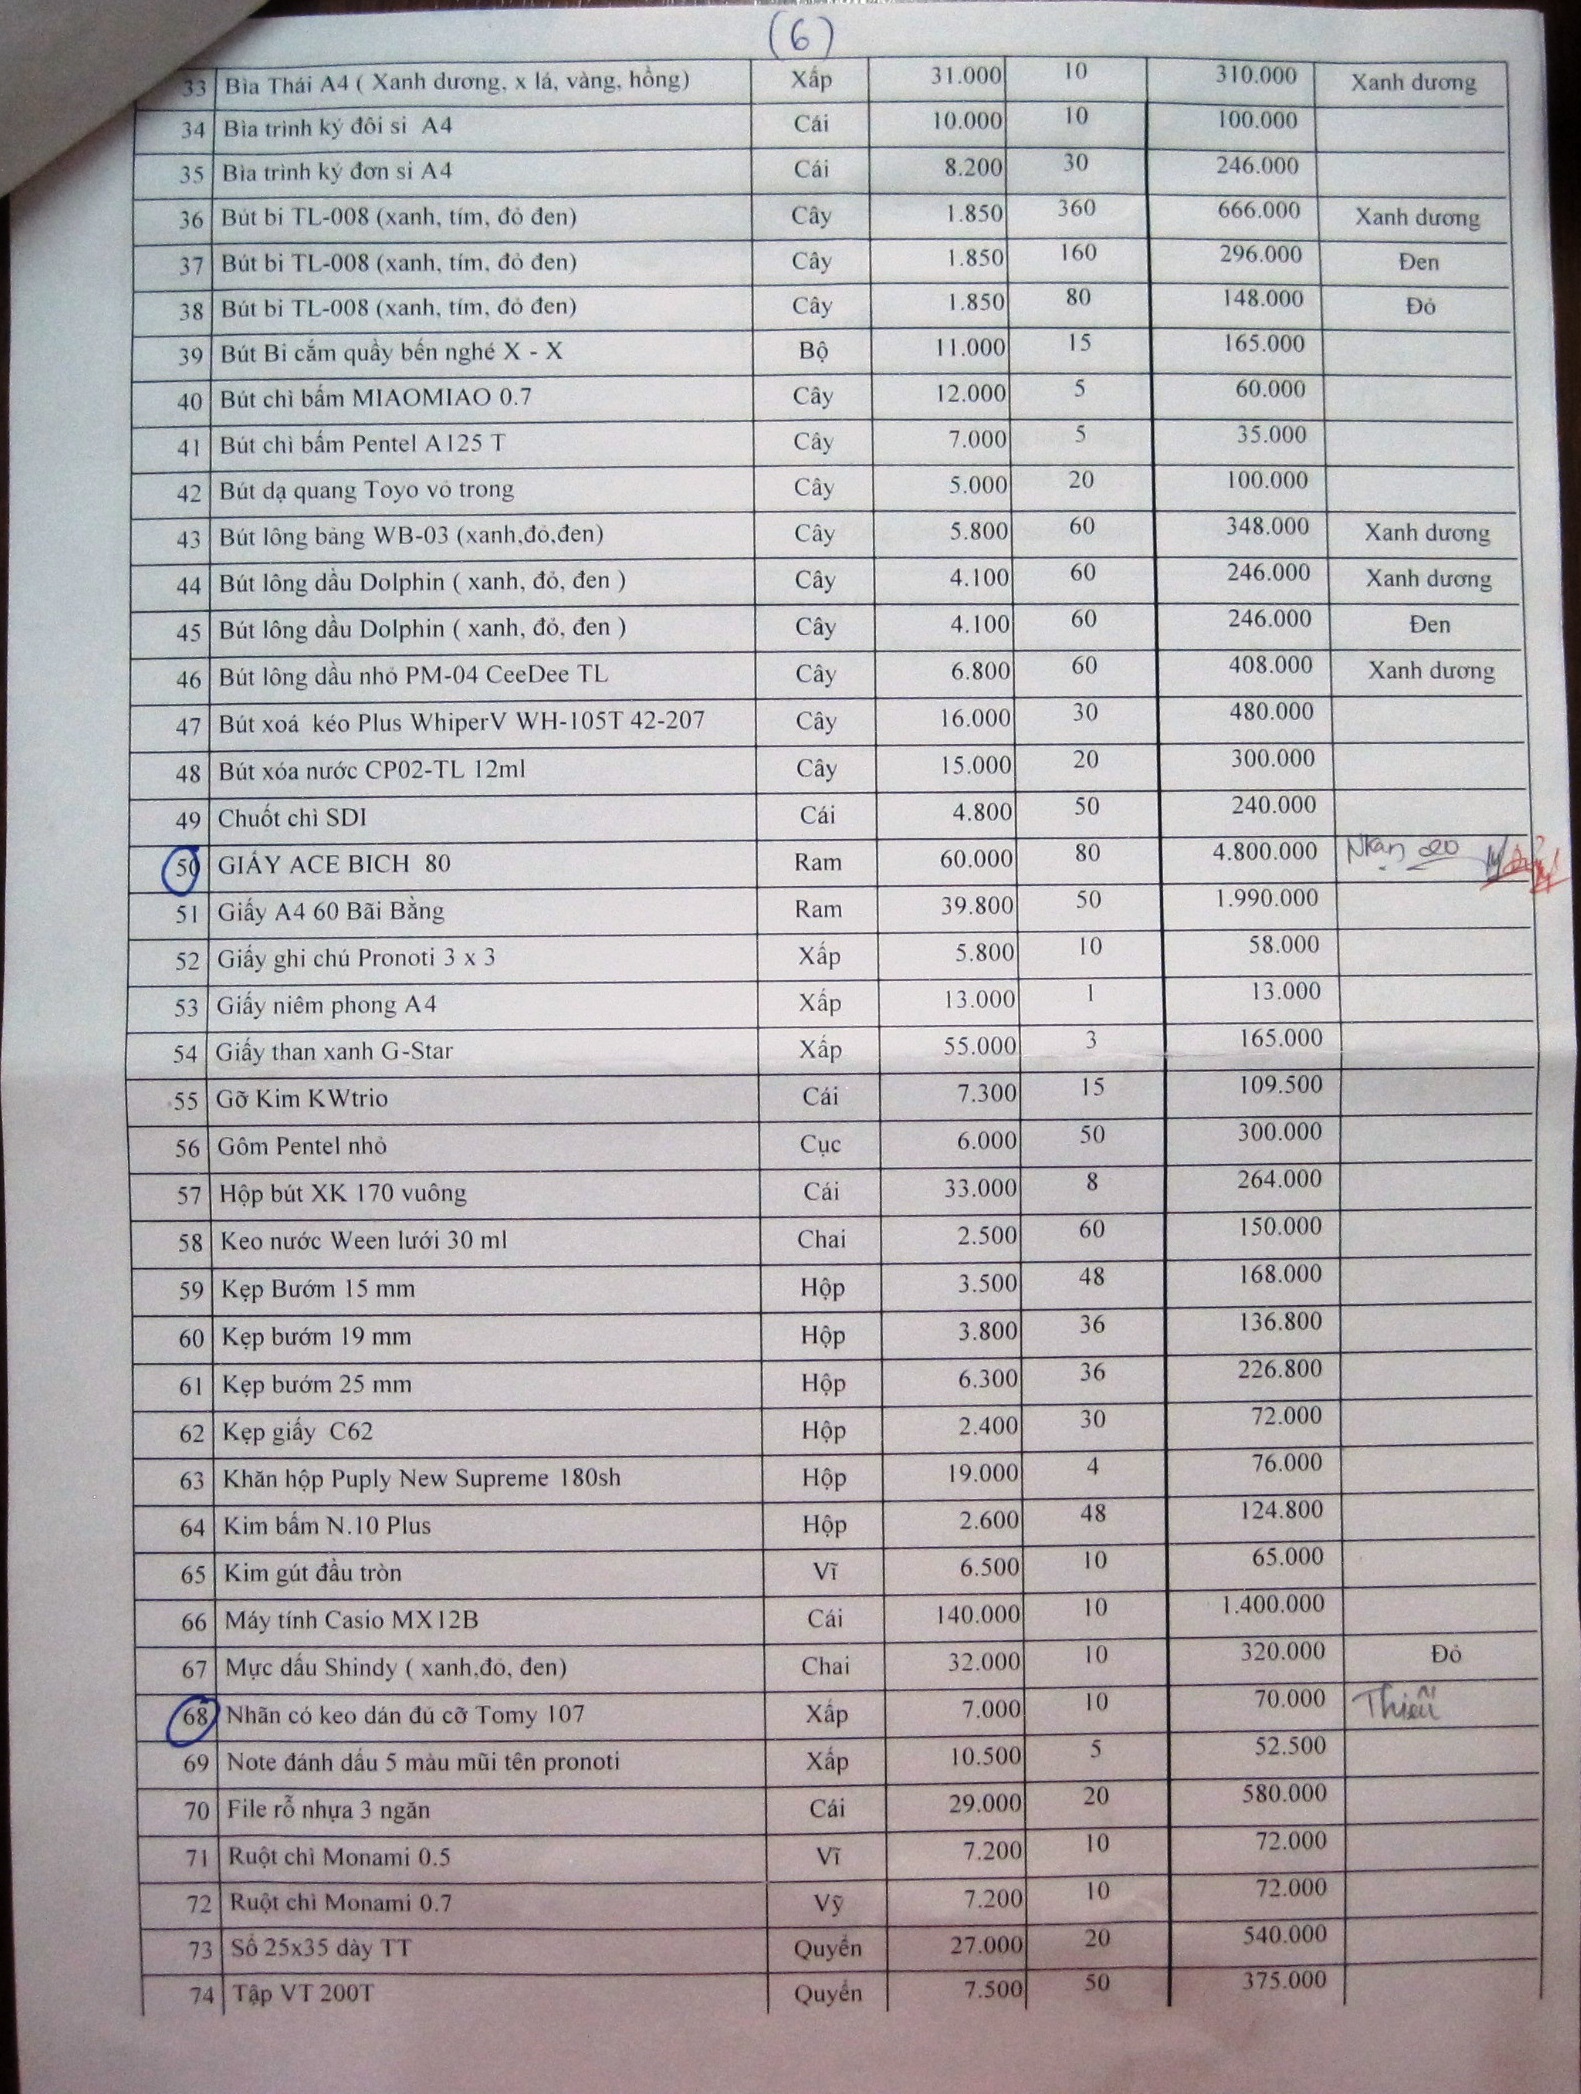 (6)
33 Bìa Thái A4 ( Xanh dương, x lá, vàng, hồng) Xấp 31.000 10 310.000 Xanh dương
34 Bìa trình ký đôi si A4 Cái 10.000 10 100.000
35 Bìa trình ký đơn si A4 Cái 8.200 30 246.000
36 Bút bi TL-008 (xanh, tím, đỏ đen) Cây 1.850 360 666.000 Xanh dương
37 Bút bi TL-008 (xanh, tím, đỏ đen) Cây 1.850 160 296.000 Đen
38 Bút bi TL-008 (xanh, tím, đỏ đen) Cây 1.850 80 148.000 Đỏ
39 Bút Bi cắm quầy bến nghé X - X Bộ 11.000 15 165.000
40 Bút chì bấm MIAOMIAO 0.7 Cây 12.000 5 60.000
41 Bút chì bấm Pentel A125 T Cây 7.000 5 35.000
42 Bút dạ quang Toyo vỏ trong Cây 5.000 20 100.000
43 Bút lông bảng WB-03 (xanh,đỏ,đen) Cây 5.800 60 348.000 Xanh dương
44 Bút lông dầu Dolphin ( xanh, đỏ, đen ) Cây 4.100 60 246.000 Xanh dương
45 Bút lông dầu Dolphin ( xanh, đỏ, đen ) Cây 4.100 60 246.000 Đen
46 Bút lông dầu nhỏ PM-04 CeeDee TL Cây 6.800 60 408.000 Xanh dương
47 Bút xoá kéo Plus WhiperV WH-105T 42-207 Cây 16.000 30 480.000
48 Bút xóa nước CP02-TL 12ml Cây 15.000 20 300.000
49 Chuốt chì SDI Cái 4.800 50 240.000
50 GIẤY ACE BICH 80 Ram 60.000 80 4.800.000
51 Giấy A4 60 Bãi Bằng Ram 39.800 50 1.990.000
52 Giấy ghi chú Pronoti 3 x 3 Xấp 5.800 10 58.000
53 Giấy niêm phong A4 Xấp 13.000 1 13.000
54 Giấy than xanh G-Star Xấp 55.000 3 165.000
55 Gỡ Kim KWtrio Cái 7.300 15 109.500
56 Gôm Pentel nhỏ Cục 6.000 50 300.000
57 Hộp bút XK 170 vuông Cái 33.000 8 264.000
58 Keo nước Ween lưới 30 ml Chai 2.500 60 150.000
59 Kẹp Bướm 15 mm Hộp 3.500 48 168.000
60 Kẹp bướm 19 mm Hộp 3.800 36 136.800
61 Kẹp bướm 25 mm Hộp 6.300 36 226.800
62 Kẹp giấy C62 Hộp 2.400 30 72.000
63 Khăn hộp Puply New Supreme 180sh Hộp 19.000 4 76.000
64 Kim bấm N.10 Plus Hộp 2.600 48 124.800
65 Kim gút đầu tròn Vĩ 6.500 10 65.000
66 Máy tính Casio MX12B Cái 140.000 10 1.400.000
67 Mực dấu Shindy ( xanh,đỏ, đen) Chai 32.000 10 320.000 Đỏ
68 Nhãn có keo dán đủ cỡ Tomy 107 Xấp 7.000 10 70.000 Thiếu
69 Note đánh dấu 5 màu mũi tên pronoti Xấp 10.500 5 52.500
70 File rổ nhựa 3 ngăn Cái 29.000 20 580.000
71 Ruột chì Monami 0.5 Vĩ 7.200 10 72.000
72 Ruột chì Monami 0.7 Vỹ 7.200 10 72.000
73 Sổ 25x35 dày TT Quyển 27.000 20 540.000
74 Tập VT 200T Quyển 7.500 50 375.000